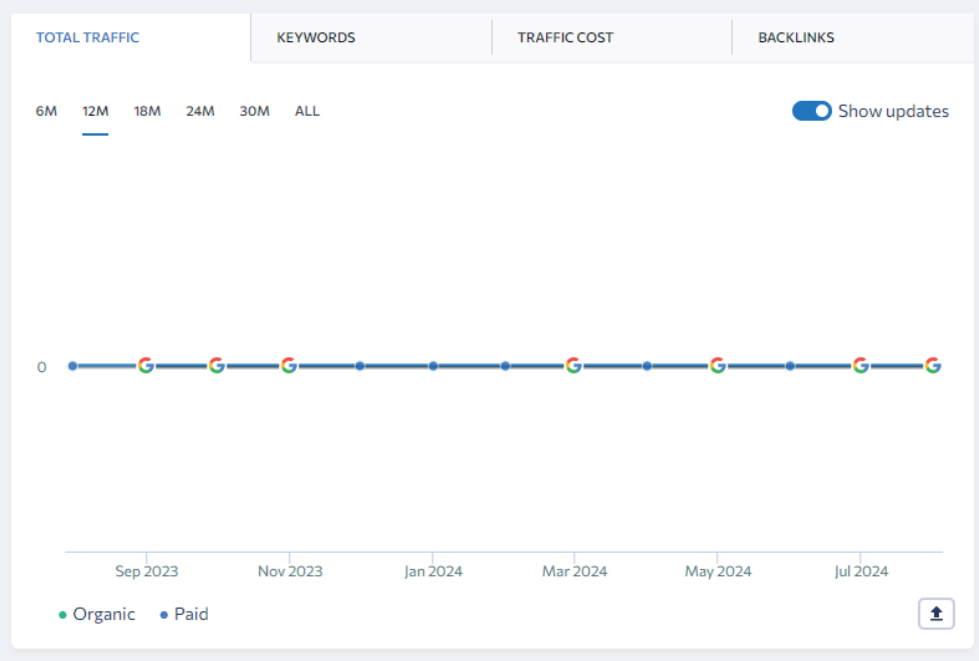 TOTAL TRAFFIC KEYWORDS TRAFFIC COST BACKLINKS
6M 12M 18M 24M 30M ALL Show updates
0
Sep 2023 Nov 2023 Jan 2024 Mar 2024 May 2024 Jul 2024
Organic Paid